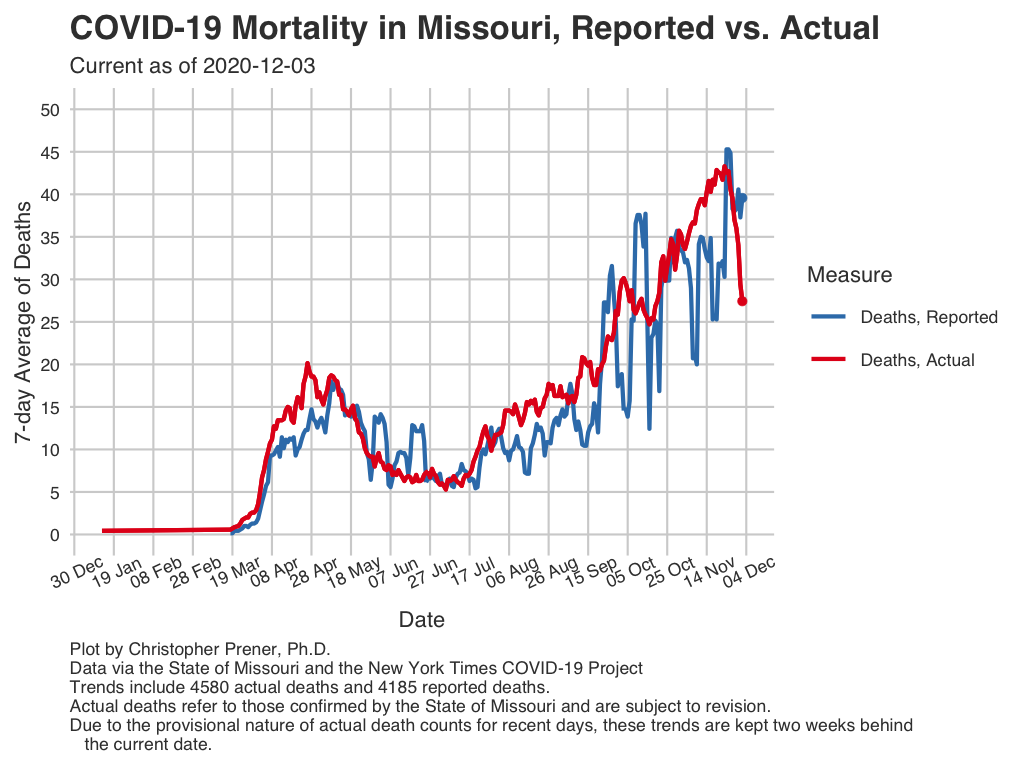 COVID-19 Mortality in Missouri, Reported vs. Actual
Current as of 2020-12-03
7-day Average of Deaths
50
45
40
35
30
25
20
15
10
5
0
30 Dec
19 Jan
08 Feb
28 Feb
19 Mar
08 Apr
28 Apr
18 May
07 Jun
27 Jun
17 Jul
06 Aug
26 Aug
15 Sep
05 Oct
25 Oct
14 Nov
04 Dec
Date
Measure
Deaths, Reported
Deaths, Actual
Plot by Christopher Prener, Ph.D.
Data via the State of Missouri and the New York Times COVID-19 Project
Trends include 4580 actual deaths and 4185 reported deaths.
Actual deaths refer to those confirmed by the State of Missouri and are subject to revision.
Due to the provisional nature of actual death counts for recent days, these trends are kept two weeks behind
the current date.